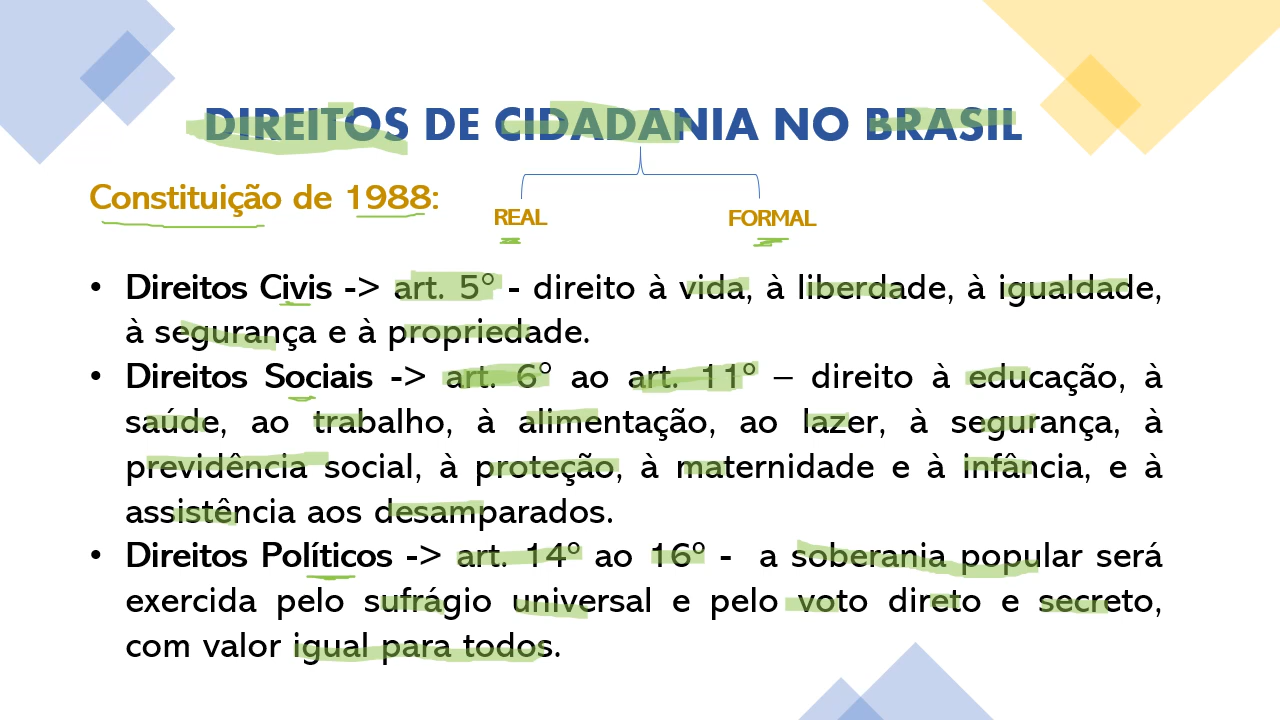 DIREITOS DE CIDADANIA NO BRASIL
Constituição de 1988:
REAL
FORMAL
• Direitos Civis -> art. 5° - direito à vida, à liberdade, à igualdade,
à segurança e à propriedade.
• Direitos Sociais -> art. 6° ao art. 11º – direito à educação, à
saúde, ao trabalho, à alimentação, ao lazer, à segurança, à
previdência social, à proteção, à maternidade e à infância, e à
assistência aos desamparados.
• Direitos Políticos -> art. 14º ao 16º - a soberania popular será
exercida pelo sufrágio universal e pelo voto direto e secreto,
com valor igual para todos.